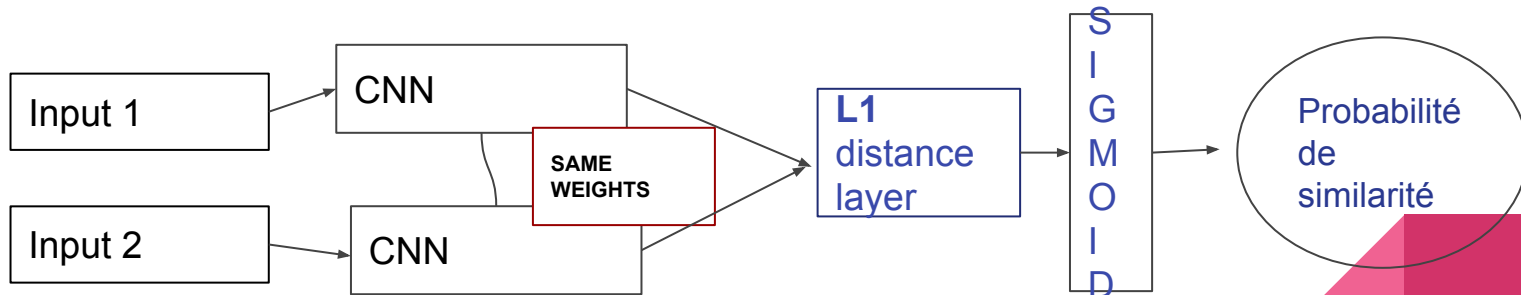 Input 1
CNN
SAME
WEIGHTS
Input 2
CNN
L1
distance
layer
S
I
G
M
O
I
D
Probabilité
de
similarité